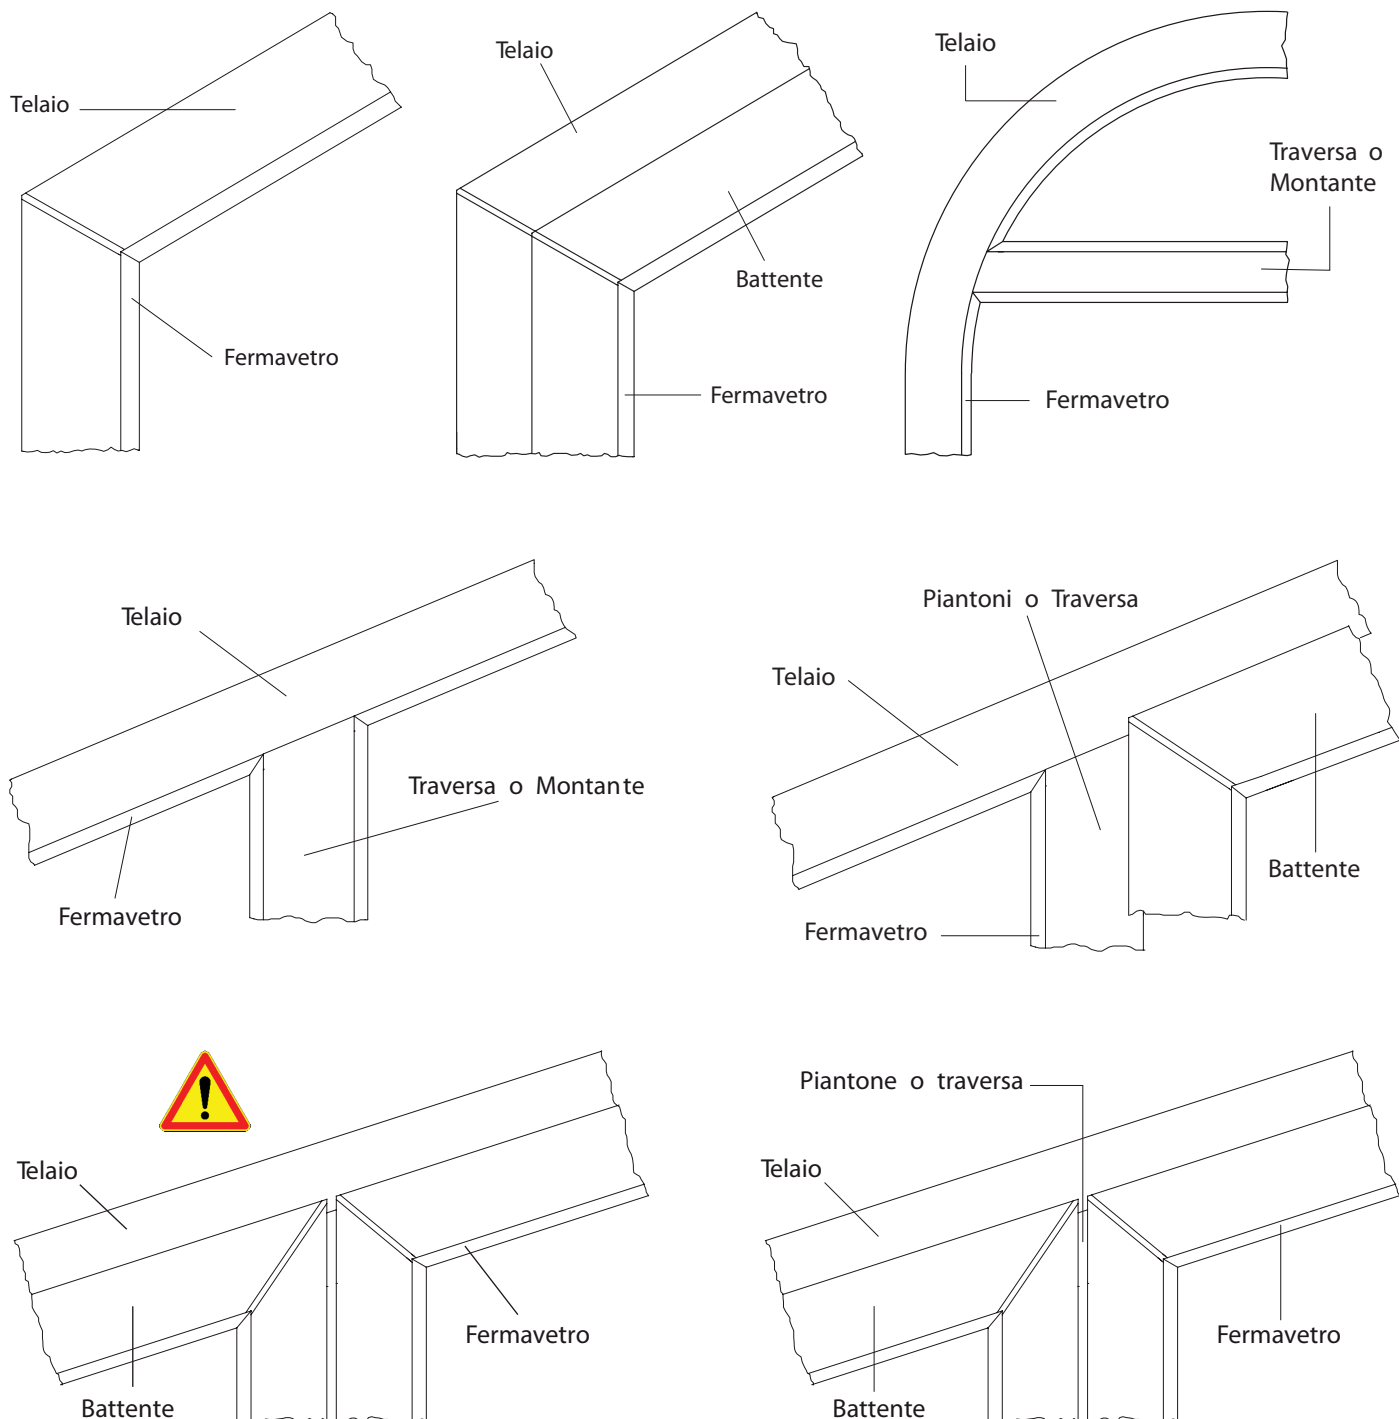 Telaio
Fermavetro
Telaio
Battente
Fermavetro
Telaio
Traversa o
Montante
Fermavetro
Telaio
Traversa o Montante
Fermavetro
Piantoni o Traversa
Telaio
Battente
Fermavetro
Telaio
Fermavetro
Battente
Piantone o traversa
Telaio
Fermavetro
Battente